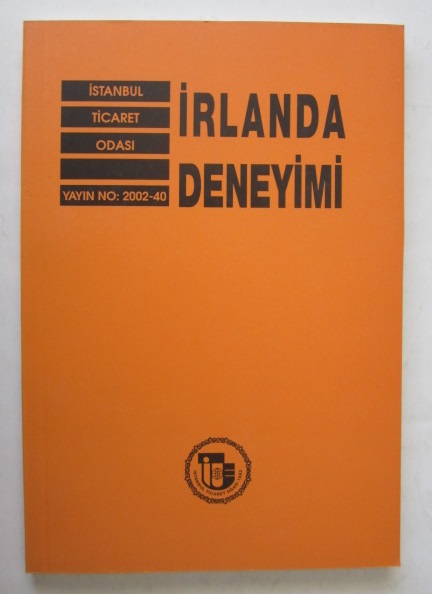 İSTANBUL
TİCARET
ODASI
YAYIN NO: 2002-40
İRLANDA
DENEYİMİ